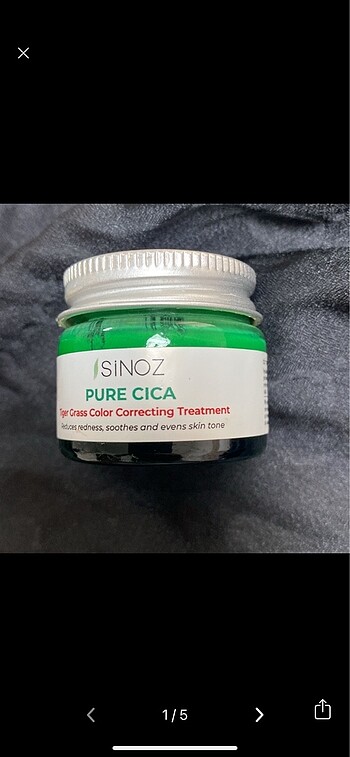 SiNOZ
PURE CICA
Tiger Grass Color Correcting Treatment
Reduces redness, soothes and evens skin tone
1/5